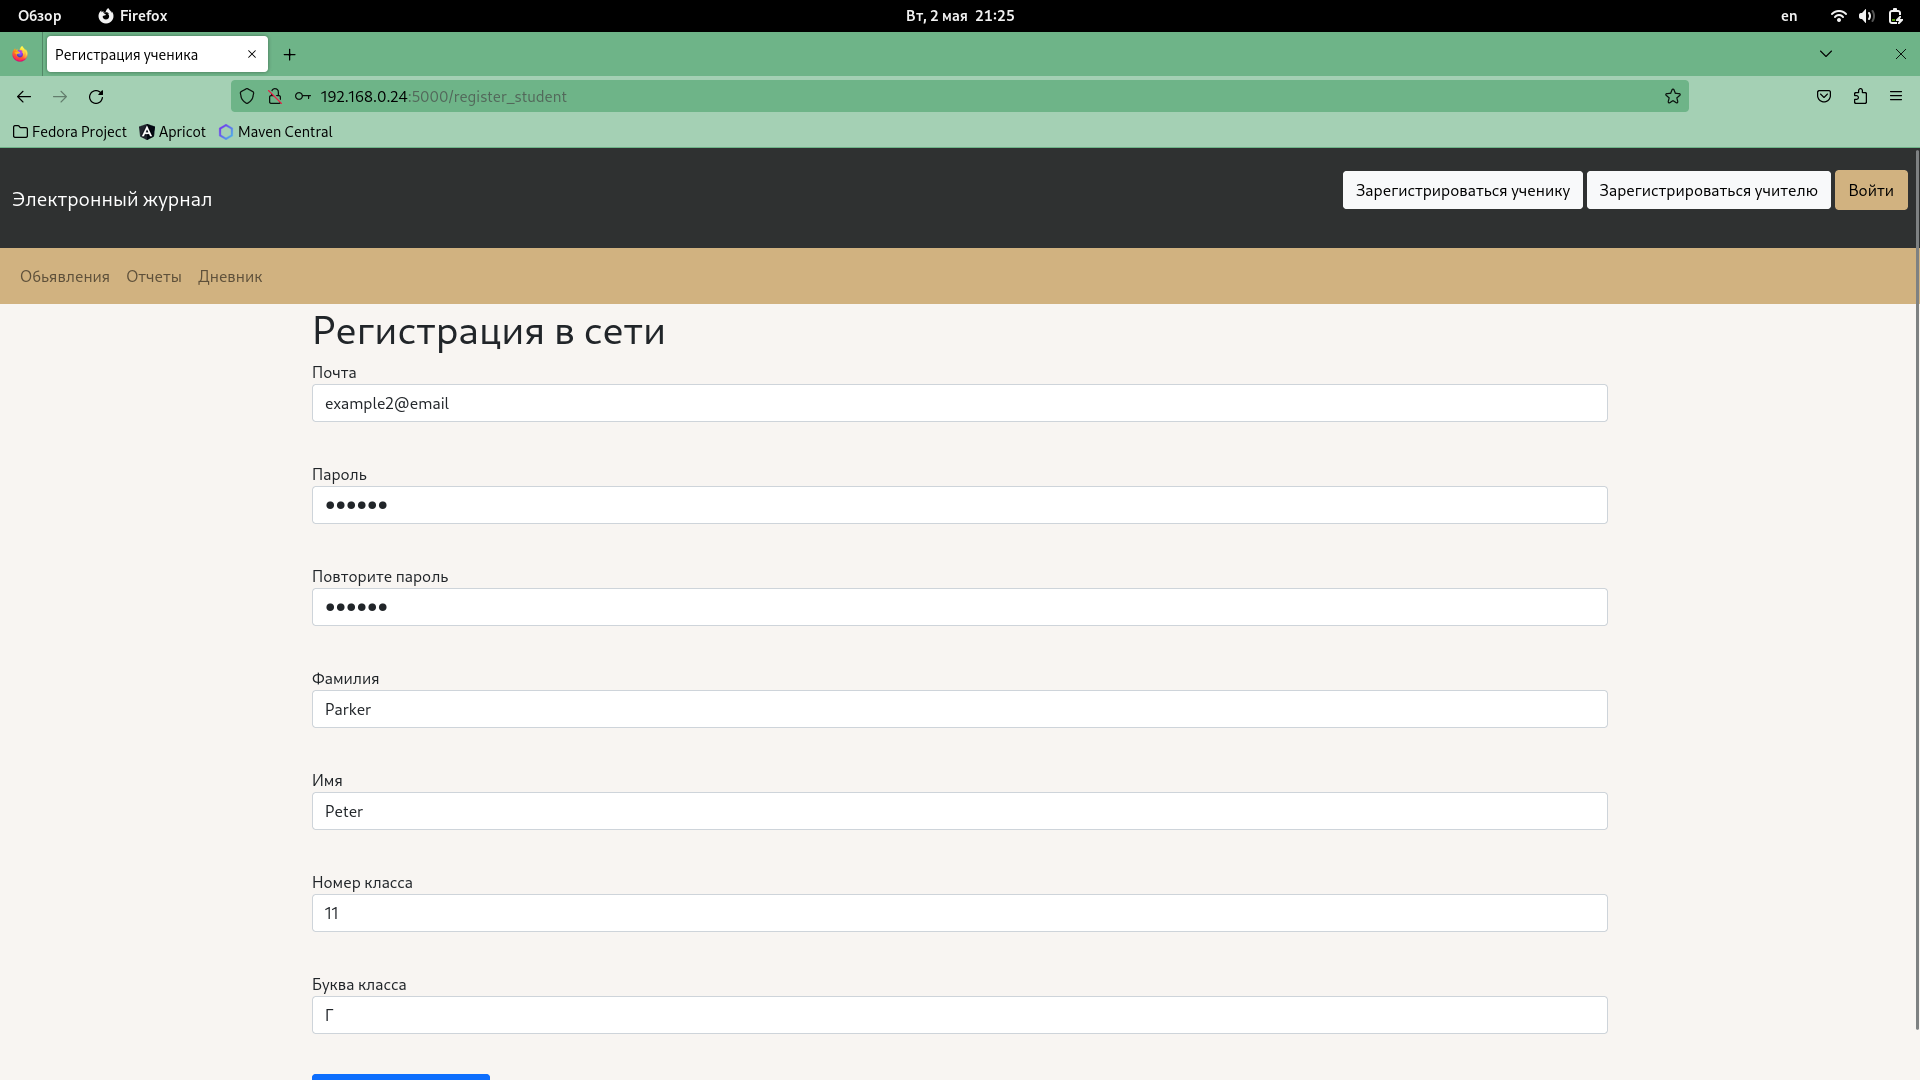 Обзор Firefox Вт, 2 мая 21:25 en
Регистрация ученика
192.168.0.24:5000/register_student
Fedora Project Apricot Maven Central
Электронный журнал Зарегистрироваться ученику Зарегистрироваться учителю Войти
Обьявления Отчеты Дневник
Регистрация в сети
Почта
example2@email
Пароль
●●●●●●
Повторите пароль
●●●●●●
Фамилия
Parker
Имя
Peter
Номер класса
11
Буква класса
Г